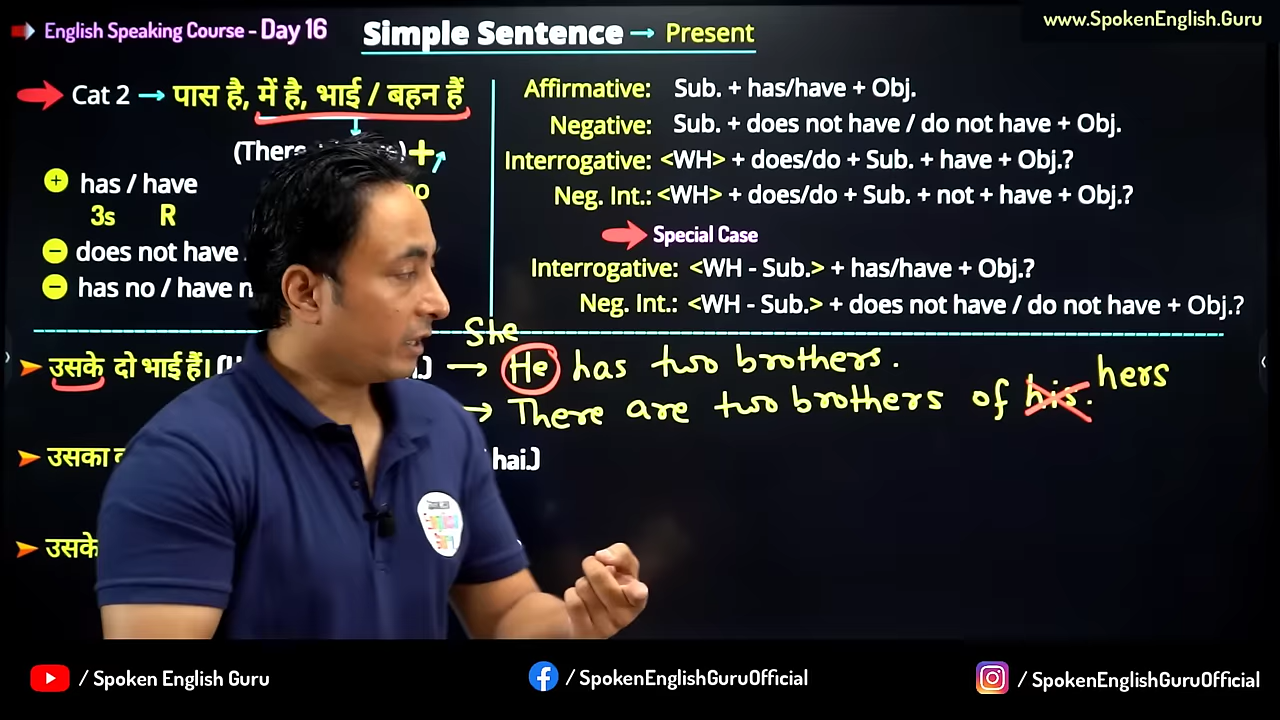 English Speaking Course - Day 16
Simple Sentence → Present
www.SpokenEnglish.Guru
Cat 2 → पास है, में है, भाई / बहन हैं
(There
) +
+ has / have
3s R
- does not have
- has no / have
Affirmative: Sub. + has/have + Obj.
Negative: Sub. + does not have / do not have + Obj.
Interrogative: <WH> + does/do + Sub. + have + Obj.?
Neg. Int.: <WH> + does/do + Sub. + not + have + Obj.?
Special Case
Interrogative: <WH - Sub.> + has/have + Obj.?
Neg. Int.: <WH - Sub.> + does not have / do not have + Obj.?
She
उसके दो भाई हैं। .) → He has two brothers.
→ There are two brothers of his. hers
उसका hai.)
उसके
/ Spoken English Guru
/ SpokenEnglishGuruOfficial
/ SpokenEnglishGuruOfficial